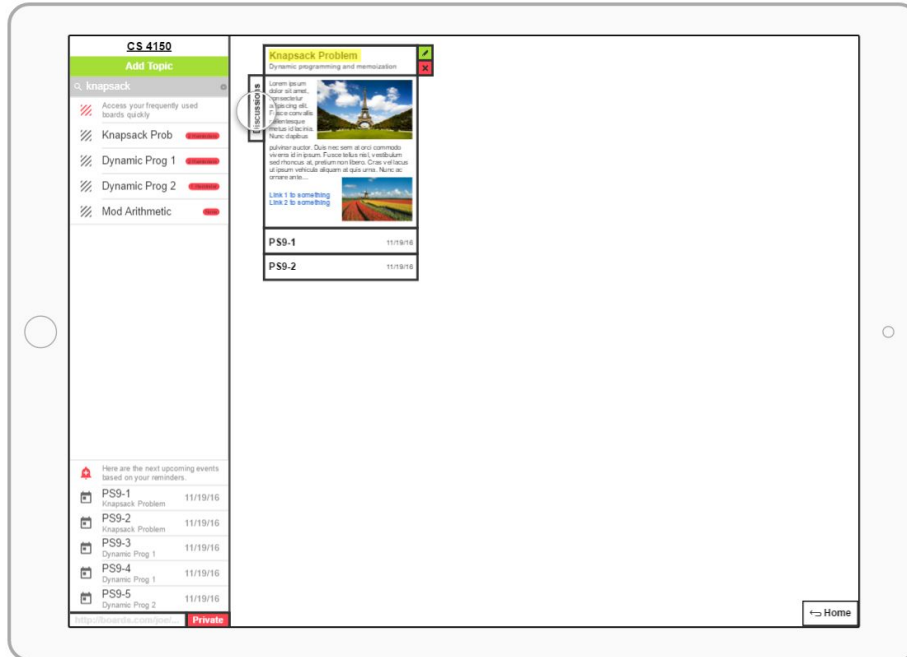 CS 4150
Add Topic
knapsack
Access your frequently used
boards quickly
Knapsack Prob
Dynamic Prog 1
Dynamic Prog 2
Mod Arithmetic
Here are the next upcoming events
based on your reminders.
PS9-1 11/19/16
Knapsack Problem
PS9-2 11/19/16
Knapsack Problem
PS9-3 11/19/16
Dynamic Prog 1
PS9-4 11/19/16
Dynamic Prog 1
PS9-5 11/19/16
Dynamic Prog 2
http://boards.com/joe/... Private
Knapsack Problem
Dynamic programming and memoization
Discussions
Lorem ipsum
dolor sit amet,
consectetur
adipiscing elit.
Fusce convallis
pellentesque
metus id lacinia.
Nunc dapibus
pulvinar auctor. Duis nec sem at orci commodo
viverra id in ipsum. Fusce tellus nisl, vestibulum
sed rhoncus at, pretium non libero. Cras vel lacus
ut ipsum vehicula aliquam at quis urna. Nunc ac
ornare ante...
Link 1 to something
Link 2 to something
PS9-1 11/19/16
PS9-2 11/19/16
Home